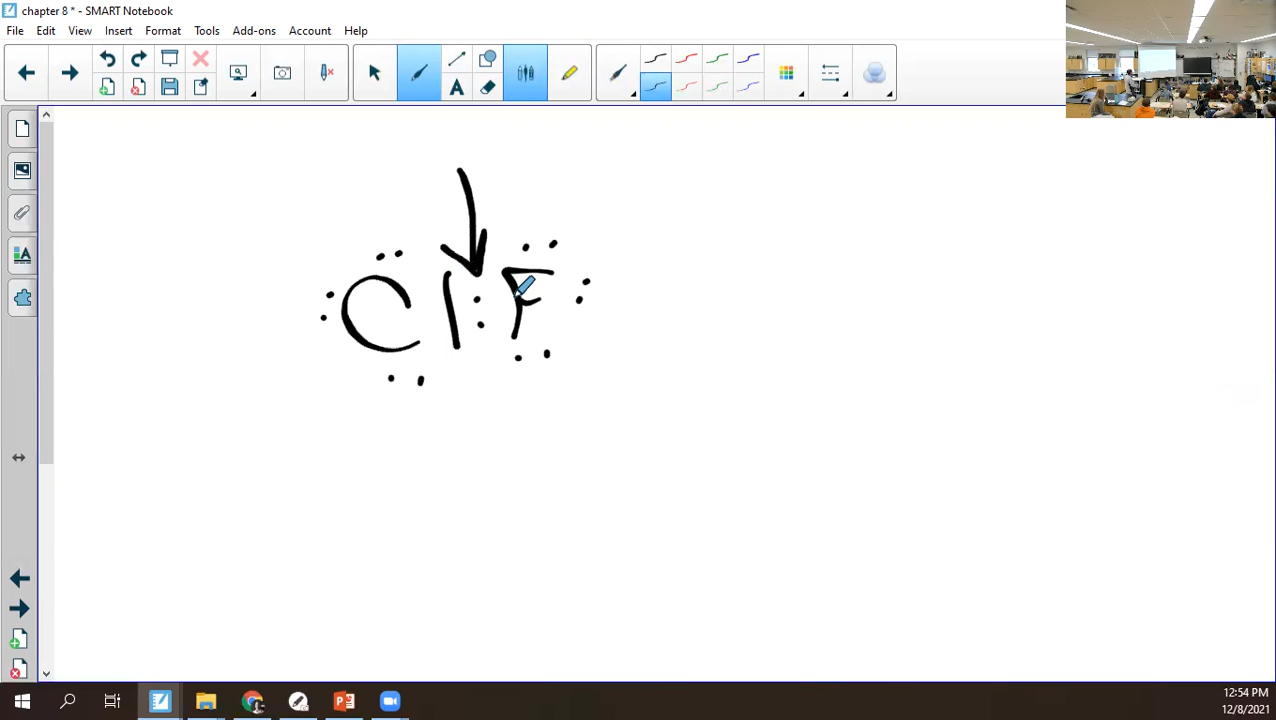 chapter 8 * - SMART Notebook
File Edit View Insert Format Tools Add-ons Account Help
Cl:F
12:54 PM
12/8/2021